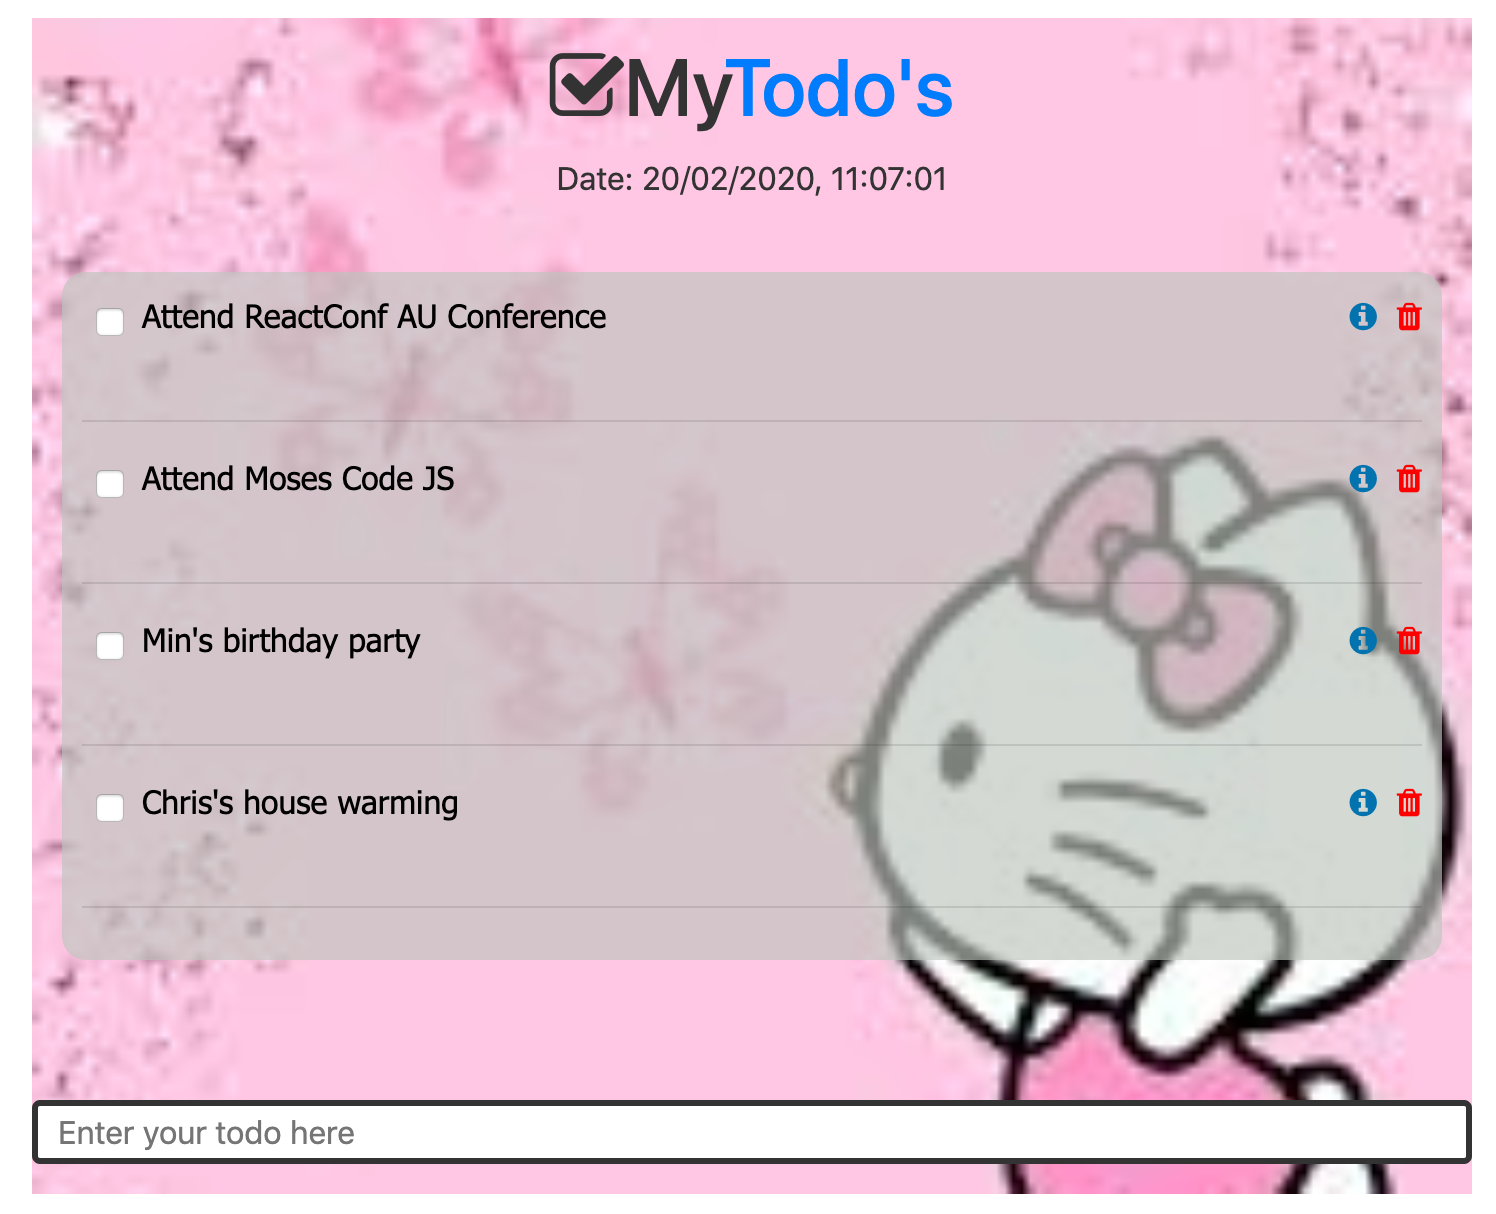 MyTodo's
Date: 20/02/2020, 11:07:01
Attend ReactConf AU Conference
Attend Moses Code JS
Min's birthday party
Chris's house warming
Enter your todo here